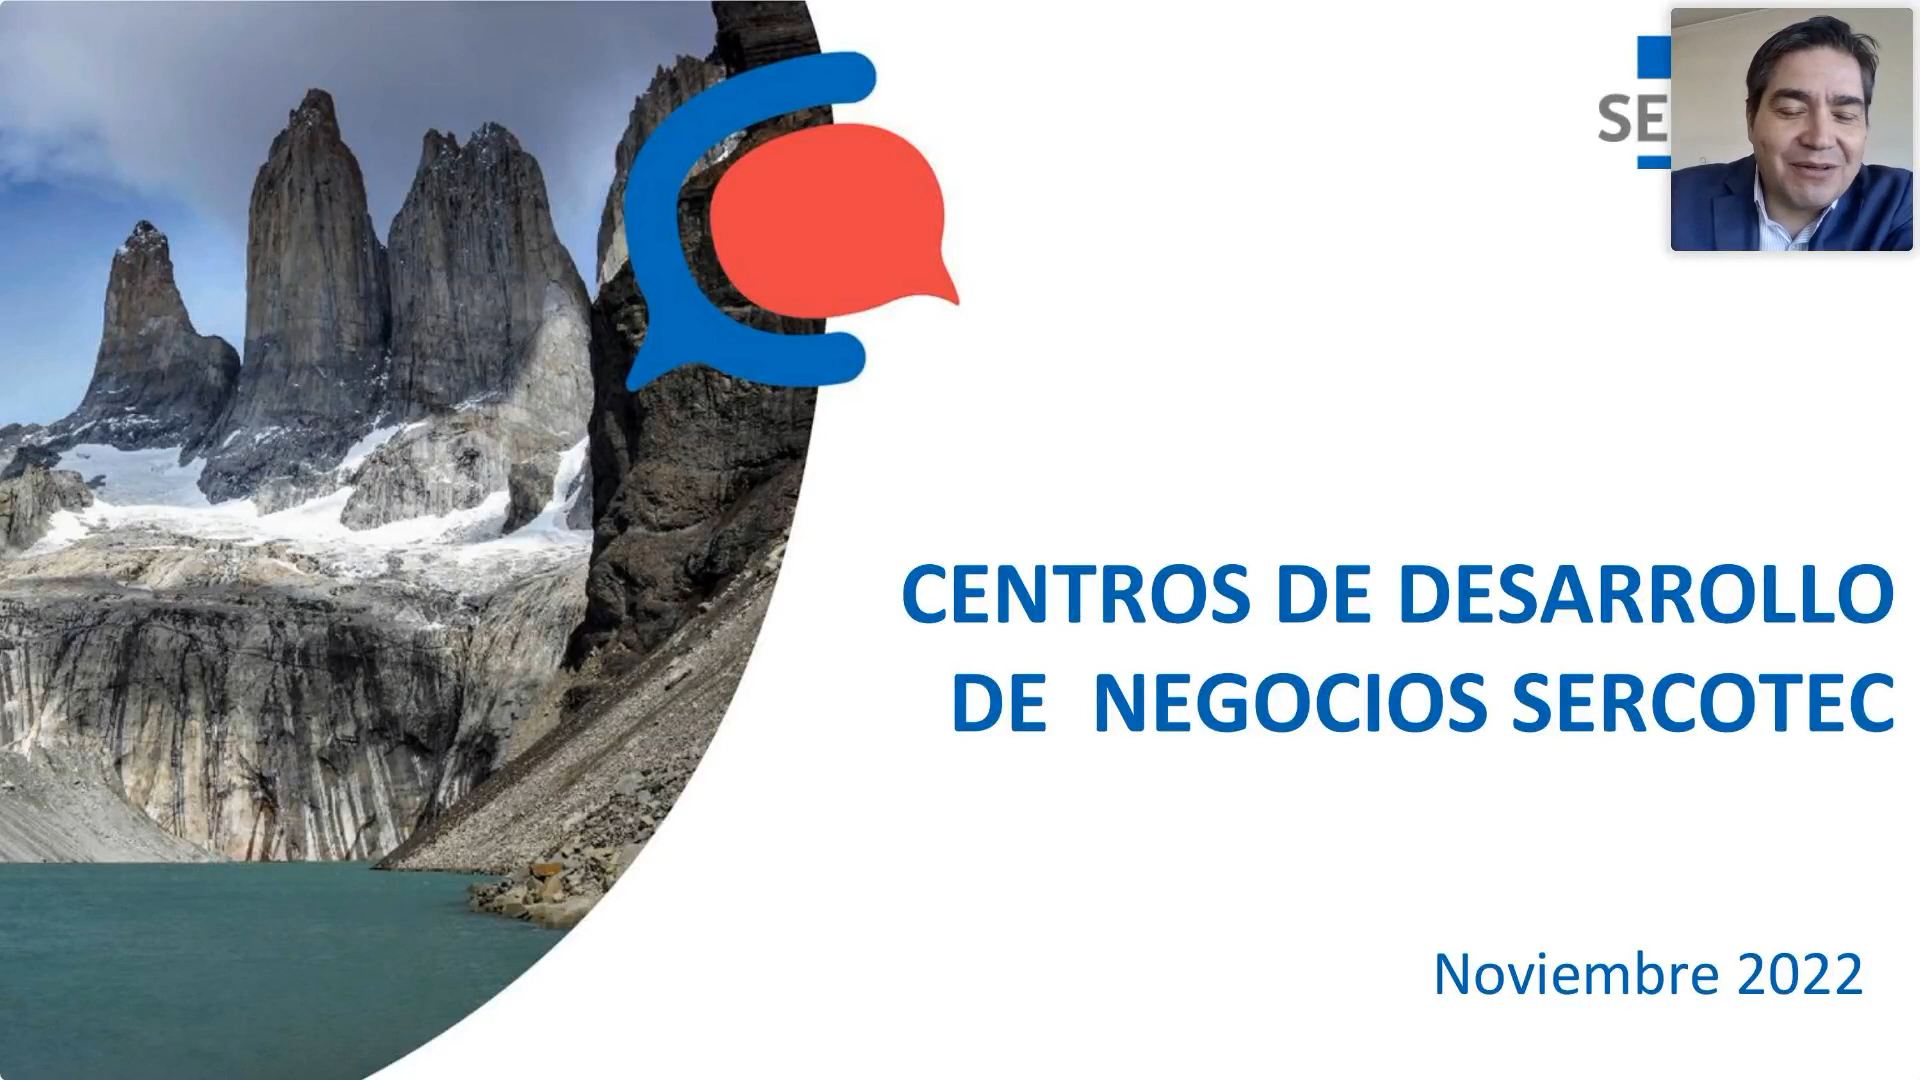 SE
CENTROS DE DESARROLLO
DE NEGOCIOS SERCOTEC
Noviembre 2022